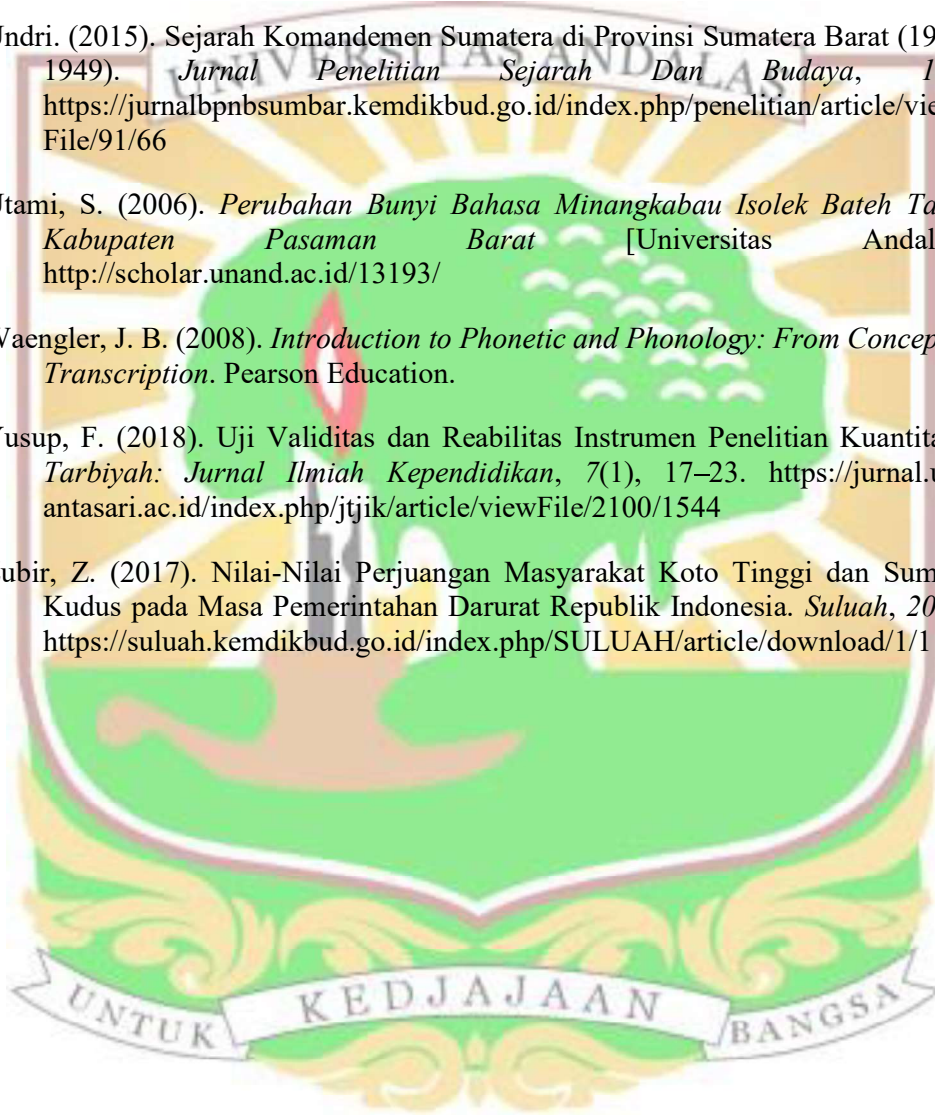 Undri. (2015). Sejarah Komandemen Sumatera di Provinsi Sumatera Barat (19
UNIVERSITAS ANDALAS
1949). Jurnal Penelitian Sejarah Dan Budaya, 1
https://jurnalbpnbsumbar.kemdikbud.go.id/index.php/penelitian/article/vie
File/91/66
Utami, S. (2006). Perubahan Bunyi Bahasa Minangkabau Isolek Bateh Ta
Kabupaten Pasaman Barat [Universitas Andal
http://scholar.unand.ac.id/13193/
Waengler, J. B. (2008). Introduction to Phonetic and Phonology: From Concep
Transcription. Pearson Education.
Yusup, F. (2018). Uji Validitas dan Reabilitas Instrumen Penelitian Kuantita
Tarbiyah: Jurnal Ilmiah Kependidikan, 7(1), 17–23. https://jurnal.u
antasari.ac.id/index.php/jtjik/article/viewFile/2100/1544
Zubir, Z. (2017). Nilai-Nilai Perjuangan Masyarakat Koto Tinggi dan Sum
Kudus pada Masa Pemerintahan Darurat Republik Indonesia. Suluah, 20
https://suluah.kemdikbud.go.id/index.php/SULUAH/article/download/1/1
UNTUK KEDJAJAAN BANGSA